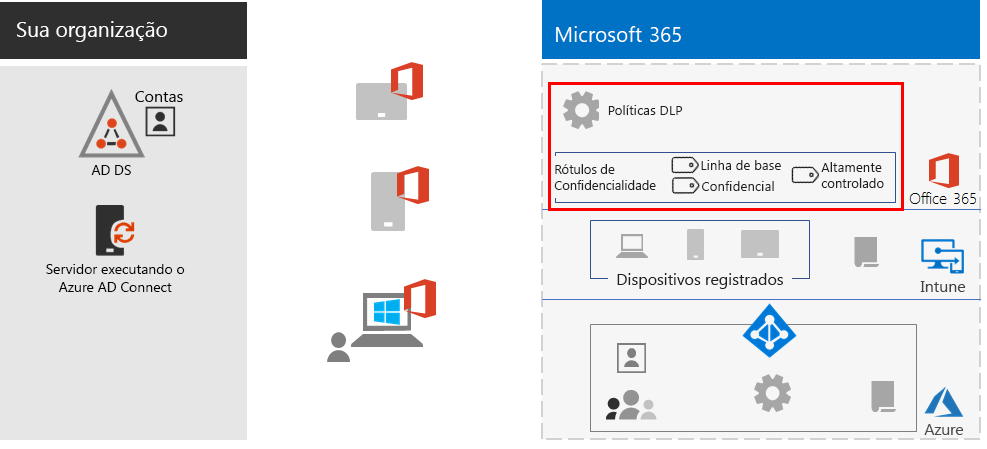 Sua organização
Contas
AD DS
Servidor executando o
Azure AD Connect
Microsoft 365
Políticas DLP
Rótulos de
Confidencialidade
Linha de base
Confidencial
Altamente
controlado
Office 365
Dispositivos registrados
Intune
Azure